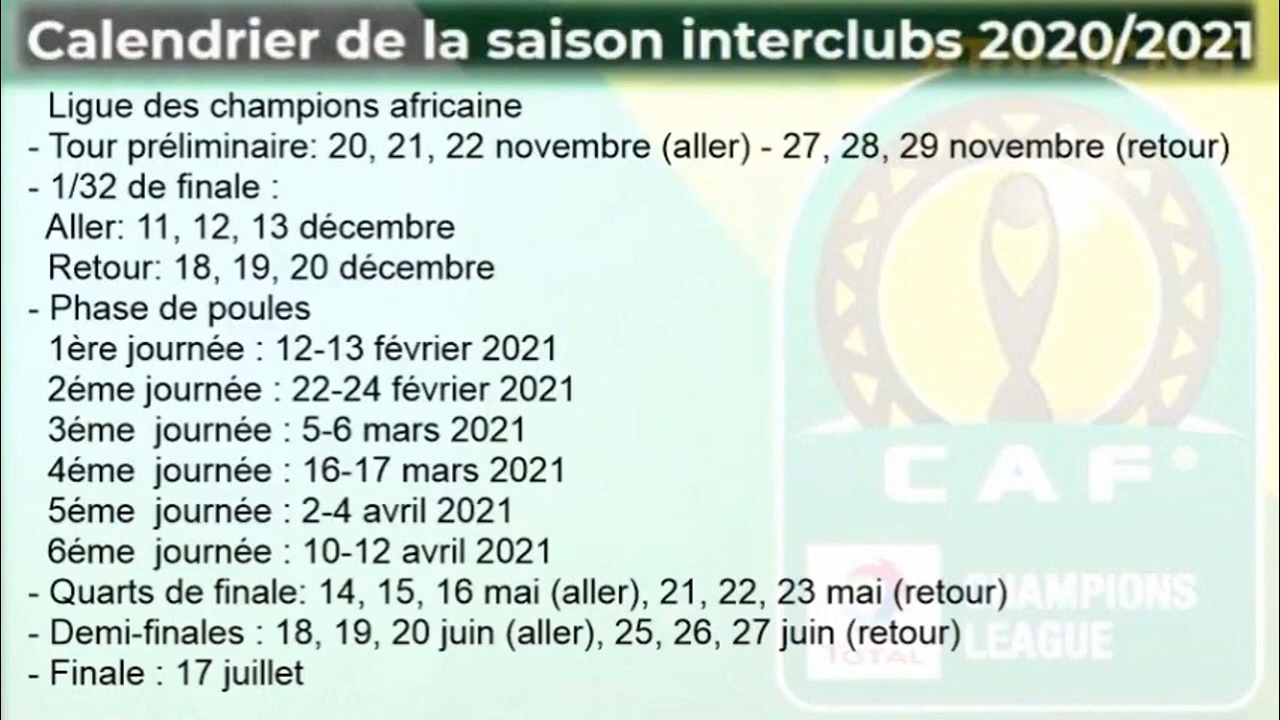 Calendrier de la saison interclubs 2020/2021
Ligue des champions africaine
- Tour préliminaire: 20, 21, 22 novembre (aller) - 27, 28, 29 novembre (retour)
- 1/32 de finale :
Aller: 11, 12, 13 décembre
Retour: 18, 19, 20 décembre
- Phase de poules
1ère journée : 12-13 février 2021
2éme journée : 22-24 février 2021
3éme  journée : 5-6 mars 2021
4éme  journée : 16-17 mars 2021
5éme  journée : 2-4 avril 2021
6éme  journée : 10-12 avril 2021
- Quarts de finale: 14, 15, 16 mai (aller), 21, 22, 23 mai (retour)
- Demi-finales : 18, 19, 20 juin (aller), 25, 26, 27 juin (retour)
- Finale : 17 juillet
CAF
TOTAL
CHAMPIONS
LEAGUE